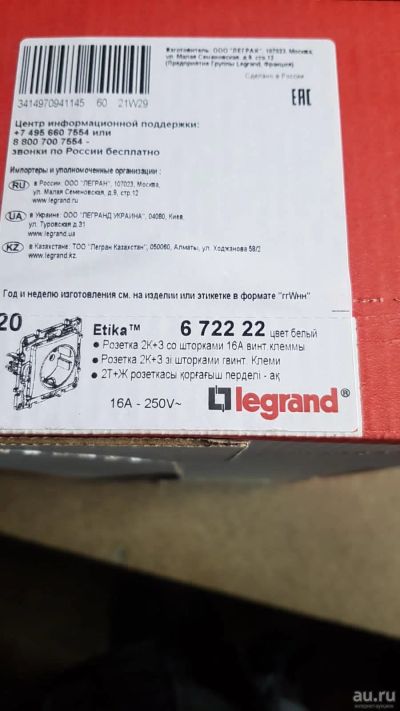 Изготовитель: ООО "ЛЕГРАН", 107023, Москва,
ул. Малая Семеновская, д.9, стр.12
(Предприятие Группы Legrand, Франция)
Сделано в России
3414970941145 60 21W29
EAC
Центр информационной поддержки:
+7 495 660 7554 или
8 800 700 7554 -
звонки по России бесплатно
Импортеры и уполномоченные организации :
RU в России: ООО "ЛЕГРАН", 107023, Москва,
ул. Малая Семеновская, д.9, стр.12
www.legrand.ru
UA в Украине: ООО "ЛЕГРАНД УКРАИНА", 04080, Киев,
ул. Туровская д.31
www.legrand.ua
KZ в Казахстане: ТОО "Легран Казахстан", 050060, Алматы, ул. Ходжанова 58/2
www.legrand.kz
Год и неделю изготовления см. на изделии или этикетке в формате "ггWнн"
20
Etika™ 6 722 22 цвет белый
• Розетка 2К+З со шторками 16А винт.клеммы
• Розетка 2К+З зі шторками гвинт. Клеми
• 2Т+Ж розеткасы қорғағыш перделі - ақ
16A - 250V~ legrand®
au.ru
интернет-аукцион